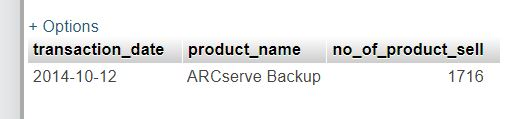 + Options
transaction_date product_name no_of_product_sell
2014-10-12 ARCserve Backup 1716